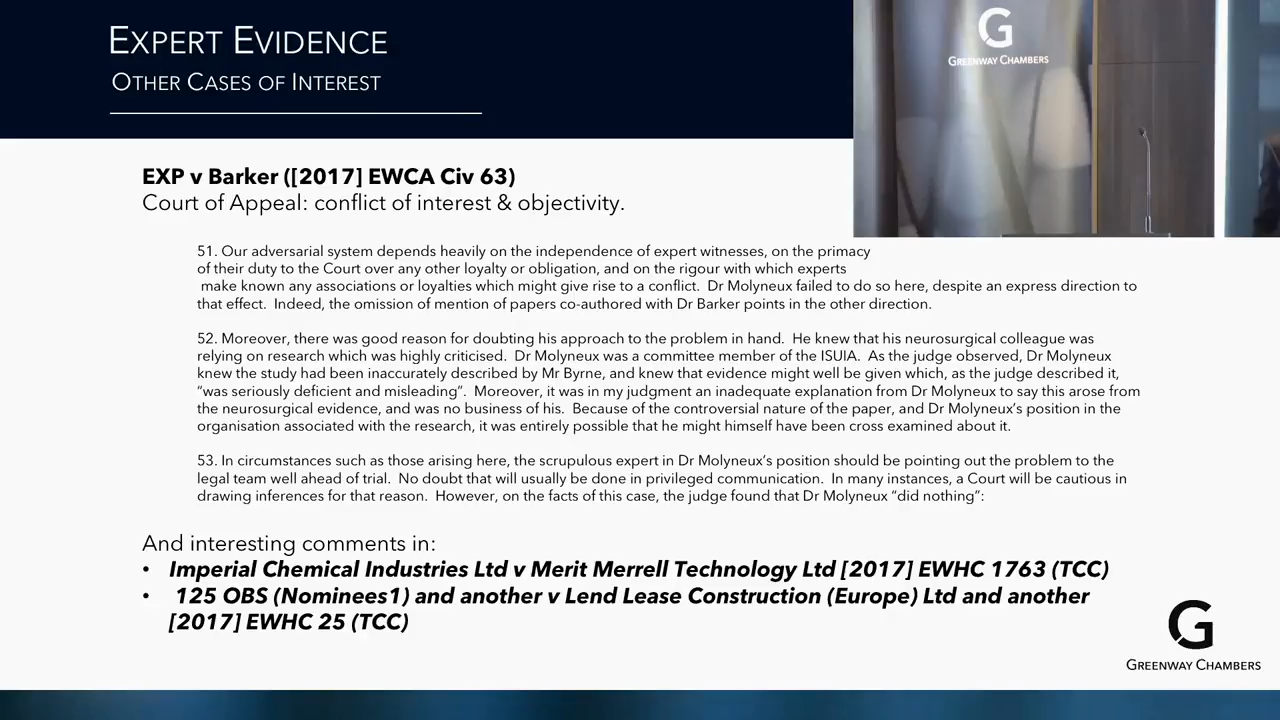 EXPERT EVIDENCE
OTHER CASES OF INTEREST
G
GREENWAY CHAMBERS
EXP v Barker ([2017] EWCA Civ 63)
Court of Appeal: conflict of interest & objectivity.
51. Our adversarial system depends heavily on the independence of expert witnesses, on the primacy
of their duty to the Court over any other loyalty or obligation, and on the rigour with which experts
make known any associations or loyalties which might give rise to a conflict. Dr Molyneux failed to do so here, despite an express direction to
that effect. Indeed, the omission of mention of papers co-authored with Dr Barker points in the other direction.
52. Moreover, there was good reason for doubting his approach to the problem in hand. He knew that his neurosurgical colleague was
relying on research which was highly criticised. Dr Molyneux was a committee member of the ISUIA. As the judge observed, Dr Molyneux
knew the study had been inaccurately described by Mr Byrne, and knew that evidence might well be given which, as the judge described it,
“was seriously deficient and misleading”. Moreover, it was in my judgment an inadequate explanation from Dr Molyneux to say this arose from
the neurosurgical evidence, and was no business of his. Because of the controversial nature of the paper, and Dr Molyneux’s position in the
organisation associated with the research, it was entirely possible that he might himself have been cross examined about it.
53. In circumstances such as those arising here, the scrupulous expert in Dr Molyneux’s position should be pointing out the problem to the
legal team well ahead of trial. No doubt that will usually be done in privileged communication. In many instances, a Court will be cautious in
drawing inferences for that reason. However, on the facts of this case, the judge found that Dr Molyneux “did nothing”:
And interesting comments in:
• Imperial Chemical Industries Ltd v Merit Merrell Technology Ltd [2017] EWHC 1763 (TCC)
• 125 OBS (Nominees1) and another v Lend Lease Construction (Europe) Ltd and another
[2017] EWHC 25 (TCC)
G
GREENWAY CHAMBERS